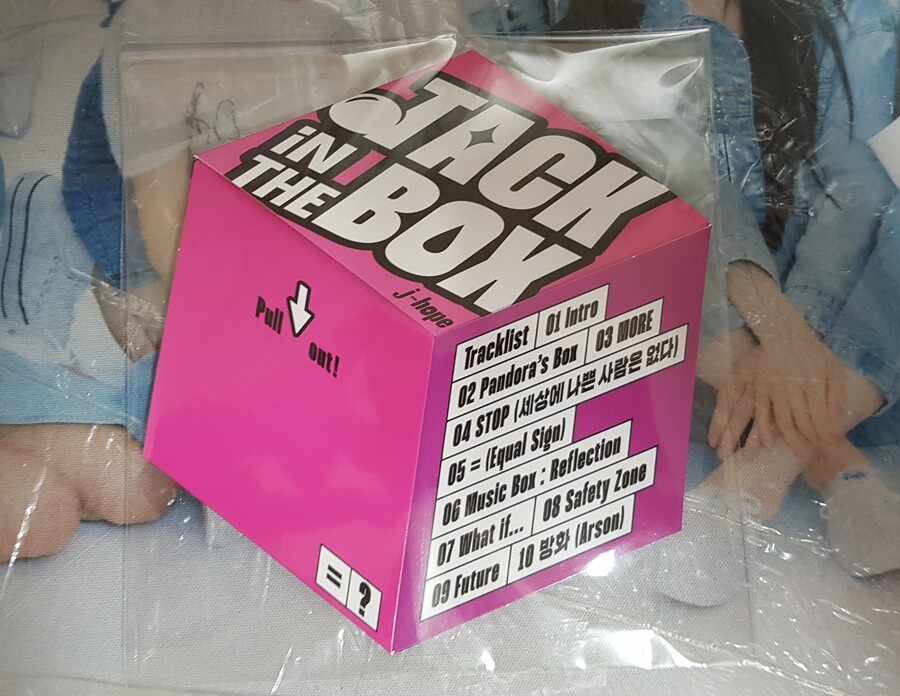 JACK
iN THE
BOX
j-hope
Pull out!
= ?
Tracklist 01 Intro
02 Pandora's Box 03 MORE
04 STOP (세상에 나쁜 사람은 없다)
05 = (Equal Sign)
06 Music Box : Reflection
07 What if... 08 Safety Zone
09 Future 10 방화 (Arson)